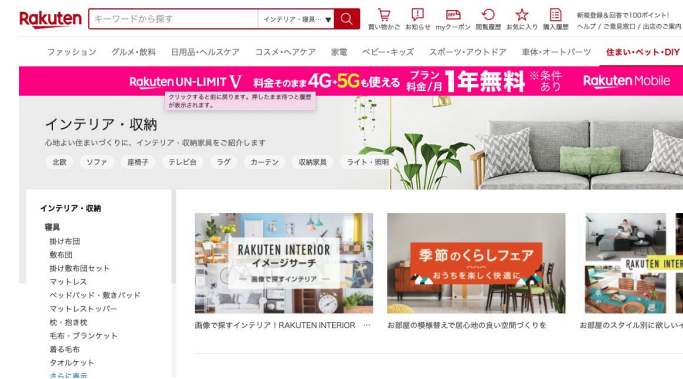 Rakuten
キーワードから探す
インテリア・寝具… ▼
買い物かご お知らせ myクーポン 閲覧履歴 お気に入り 購入履歴
新規登録&回答で100ポイント!
ヘルプ / ご意見窓口 / 出店のご案内
ファッション グルメ・飲料 日用品・ヘルスケア コスメ・ヘアケア 家電 ベビー・キッズ スポーツ・アウトドア 車体・オートパーツ 住まい・ペット・DIY
Rakuten UN-LIMIT V 料金そのまま4G・5Gも使える プラン料金/月 1年無料 ※条件あり Rakuten Mobile
クリックすると前に戻ります。押したまま待つと履歴
が表示されます。
インテリア・収納
心地よい住まいづくりに、インテリア・収納家具をご紹介します
北欧 ソファ 座椅子 テレビ台 ラグ カーテン 収納家具 ライト・照明
インテリア・収納
寝具
掛け布団
敷布団
掛け敷布団セット
マットレス
ベッドパッド・敷きパッド
マットレストッパー
枕・抱き枕
毛布・ブランケット
着る毛布
タオルケット
さらに表示
RAKUTEN INTERIOR
イメージサーチ
画像で探すインテリア
画像で探すインテリア!RAKUTEN INTERIOR …
季節のくらしフェア
おうちを楽しく快適に
お部屋の模様替えで居心地の良い空間づくりを
RAKUTEN INTER
お部屋のスタイル別に欲しいイ